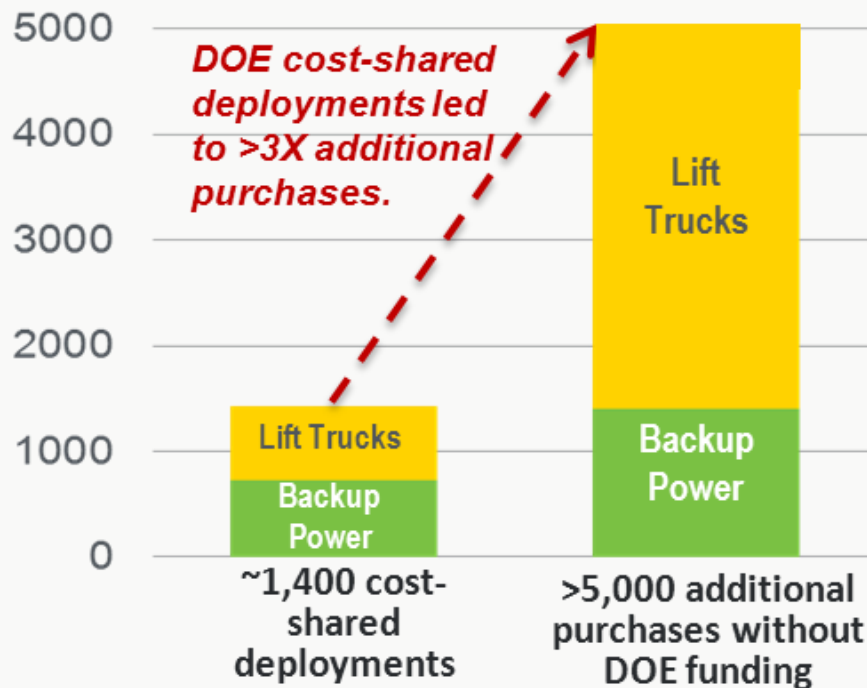 5000
4000
3000
2000
1000
0
DOE cost-shared
deployments led
to >3X additional
purchases.
Lift Trucks
Backup
Power
Lift
Trucks
Backup
Power
~1,400 cost-
shared
deployments
>5,000 additional
purchases without
DOE funding